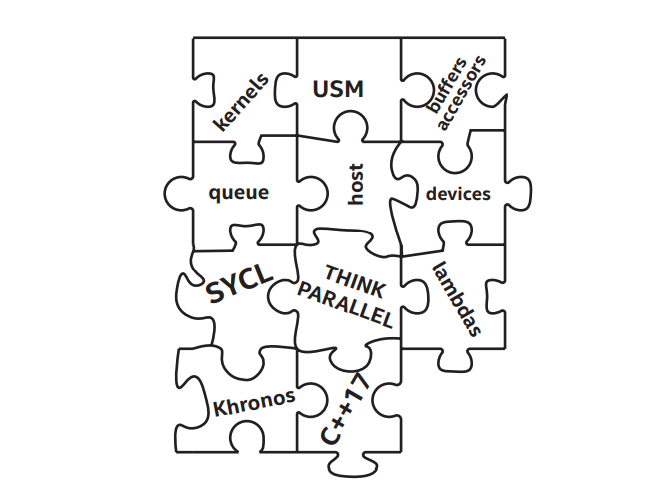 kernels
USM
buffers
accessors
queue
host
devices
SYCL
THINK
PARALLEL
lambdas
Khronos
C++17